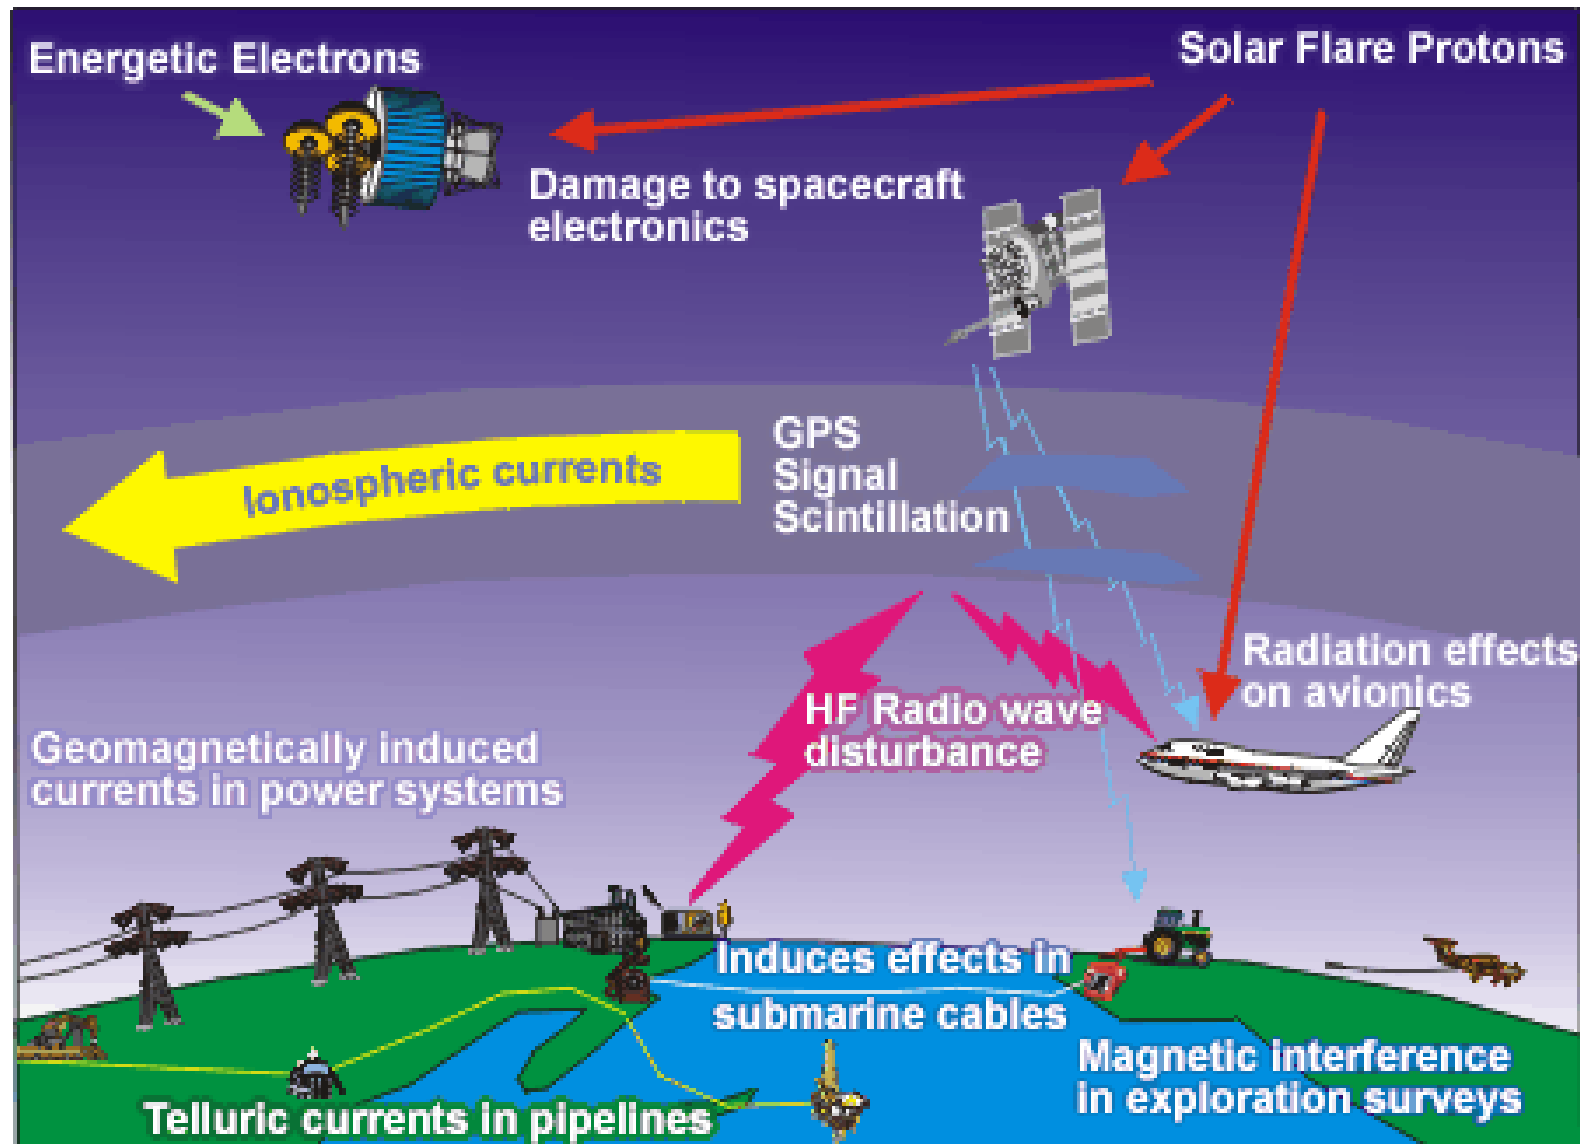 Energetic Electrons
Solar Flare Protons
Damage to spacecraft
electronics
GPS
Signal
Scintillation
Ionospheric currents
Radiation effects
on avionics
HF Radio wave
disturbance
Geomagnetically induced
currents in power systems
Induces effects in
submarine cables
Magnetic interference
in exploration surveys
Telluric currents in pipelines